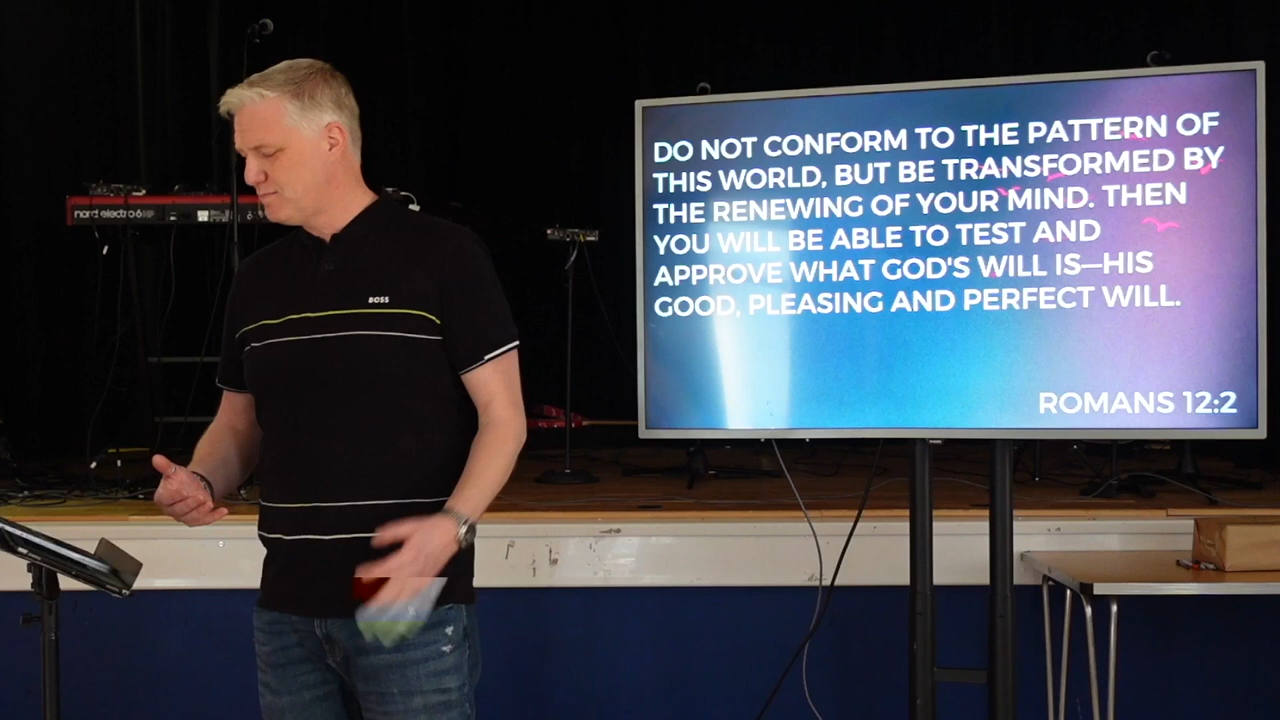 DO NOT CONFORM TO THE PATTERN OF
THIS WORLD, BUT BE TRANSFORMED BY
THE RENEWING OF YOUR MIND. THEN
YOU WILL BE ABLE TO TEST AND
APPROVE WHAT GOD'S WILL IS—HIS
GOOD, PLEASING AND PERFECT WILL.
ROMANS 12:2
nord electro 6
BOSS